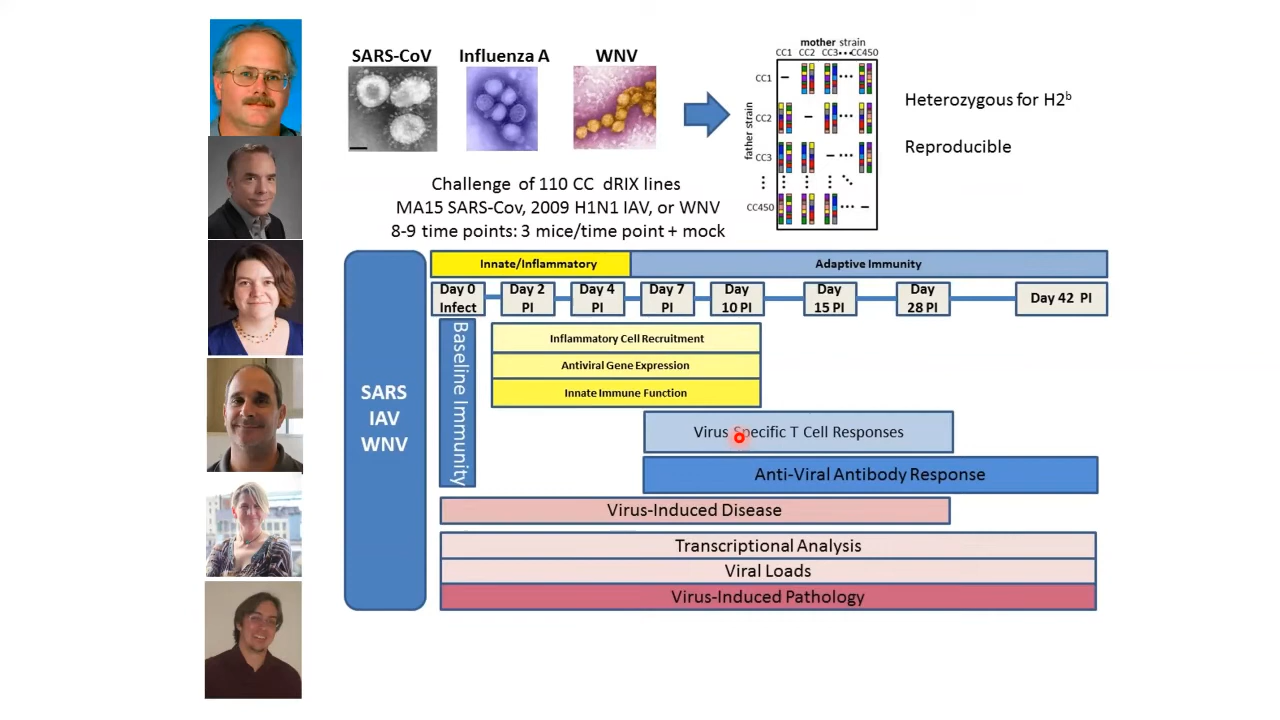 SARS-CoV
Influenza A
WNV
Challenge of 110 CC dRIX lines
MA15 SARS-Cov, 2009 H1N1 IAV, or WNV
8-9 time points: 3 mice/time point + mock
mother strain
CC1 CC2 CC3 ••• CC450
father strain
CC1
CC2
CC3
CC450
Heterozygous for H2b
Reproducible
SARS
IAV
WNV
Innate/Inflammatory
Adaptive Immunity
Day 0
Infect
Day 2
PI
Day 4
PI
Day 7
PI
Day
10 PI
Day
15 PI
Day
28 PI
Day 42 PI
Baseline Immunity
Inflammatory Cell Recruitment
Antiviral Gene Expression
Innate Immune Function
Virus Specific T Cell Responses
Anti-Viral Antibody Response
Virus-Induced Disease
Transcriptional Analysis
Viral Loads
Virus-Induced Pathology